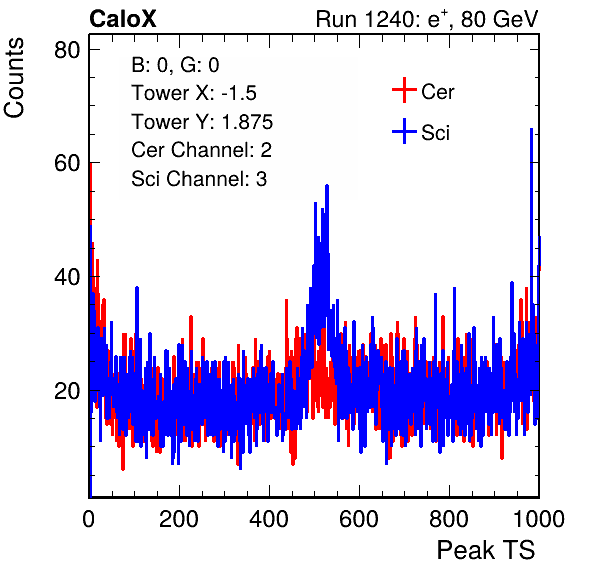 CaloX
Run 1240: e+, 80 GeV
Counts
B: 0, G: 0
Tower X: -1.5
Tower Y: 1.875
Cer Channel: 2
Sci Channel: 3
Cer
Sci
80
60
40
20
0 200 400 600 800 1000
Peak TS